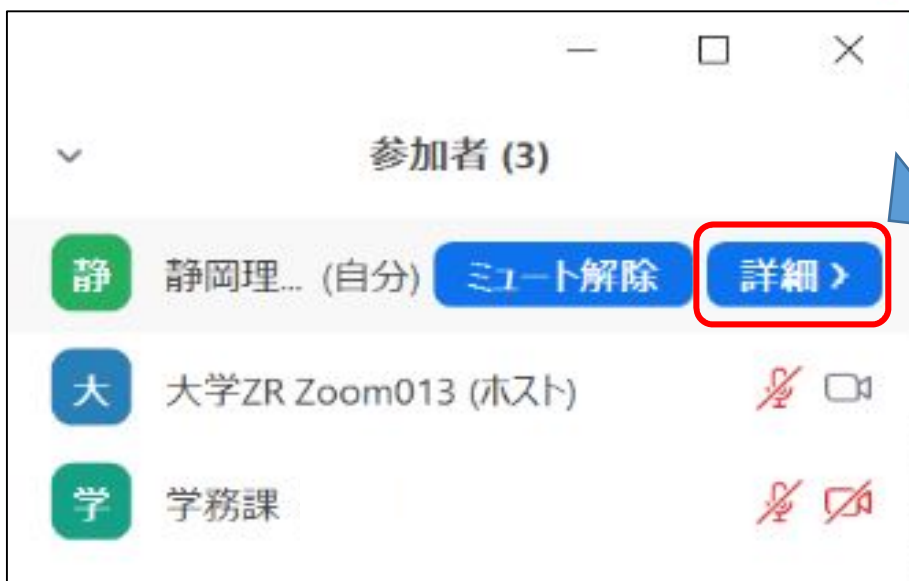 参加者 (3)
静 静岡理... (自分) ミュート解除 詳細 >
大 大学ZR Zoom013 (ホスト)
学 学務課